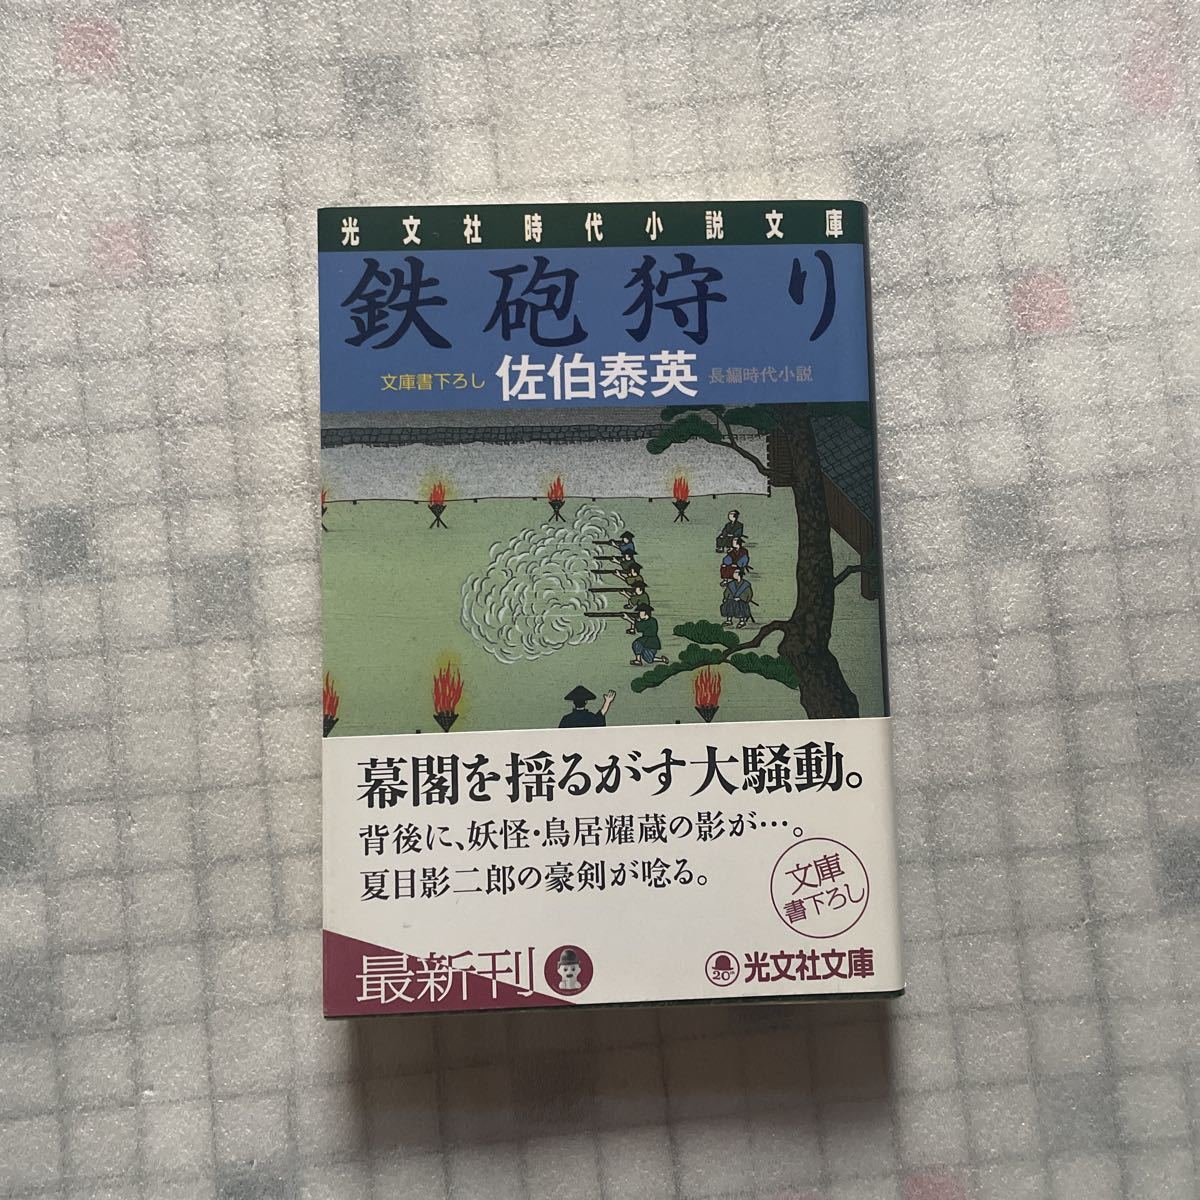 光文社時代小説文庫
鉄砲狩り
文庫書下ろし 佐伯泰英 長編時代小説
幕閣を揺るがす大騒動。
背後に、妖怪・鳥居耀蔵の影が…。
夏目影二郎の豪剣が唸る。
文庫
書下ろし
最新刊
20th 光文社文庫